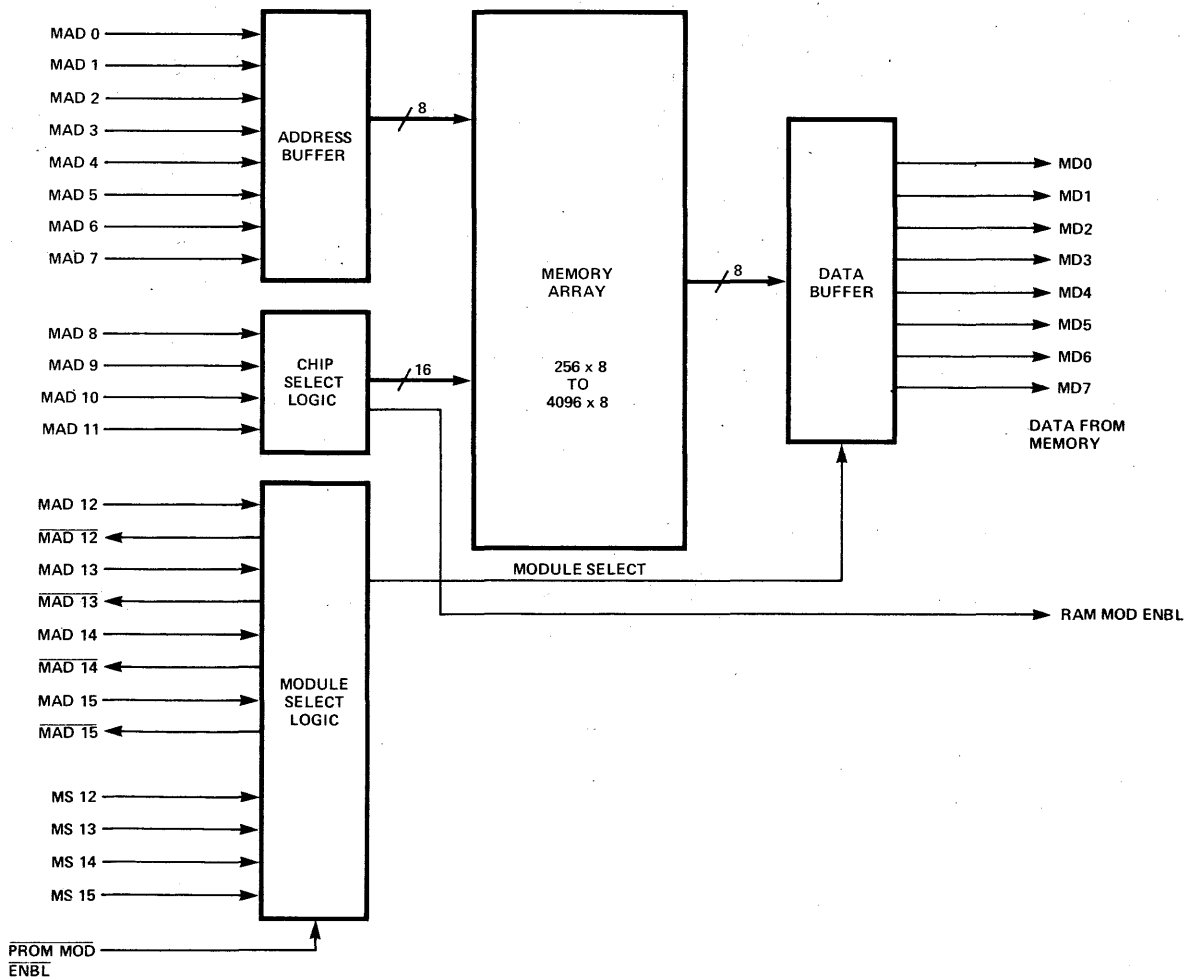 MAD 0
MAD 1
MAD 2
MAD 3
MAD 4
MAD 5
MAD 6
MAD 7
ADDRESS
BUFFER
8
MAD 8
MAD 9
MAD 10
MAD 11
CHIP
SELECT
LOGIC
16
MEMORY
ARRAY
256 x 8
TO
4096 x 8
8
DATA
BUFFER
MD0
MD1
MD2
MD3
MD4
MD5
MD6
MD7
DATA FROM
MEMORY
MAD 12
MAD 12
MAD 13
MAD 13
MAD 14
MAD 14
MAD 15
MAD 15
MS 12
MS 13
MS 14
MS 15
MODULE
SELECT
LOGIC
MODULE SELECT
RAM MOD ENBL
PROM MOD
ENBL